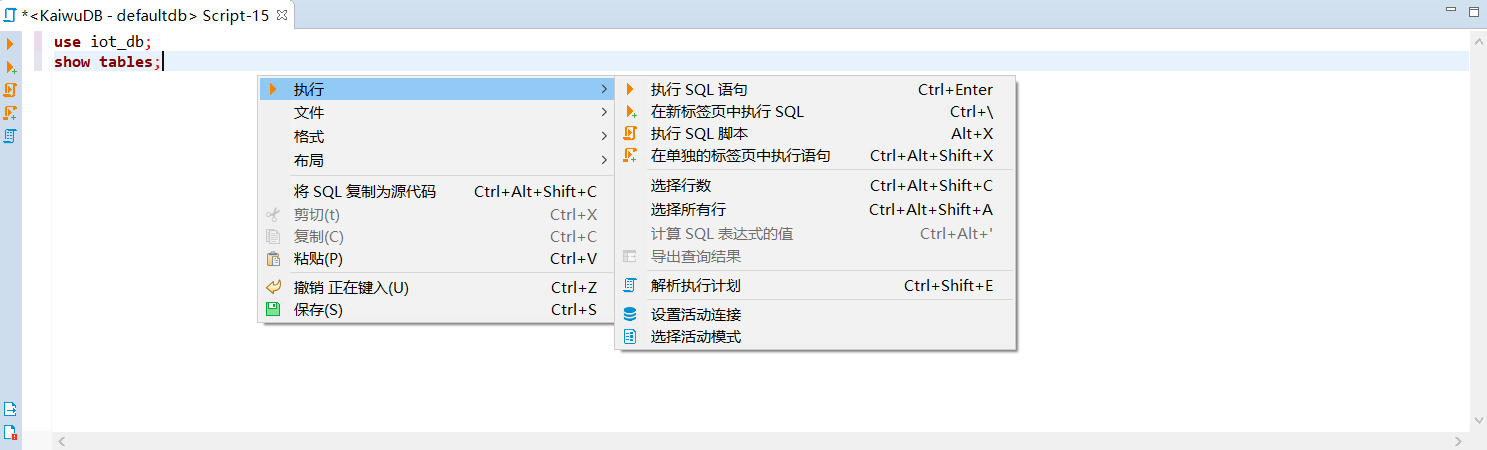 *<KaiwuDB - defaultdb> Script-15
use iot_db;
show tables;
执行
文件
格式
布局
将 SQL 复制为源代码 Ctrl+Alt+Shift+C
剪切(t) Ctrl+X
复制(C) Ctrl+C
粘贴(P) Ctrl+V
撤销 正在键入(U) Ctrl+Z
保存(S) Ctrl+S
执行 SQL 语句 Ctrl+Enter
在新标签页中执行 SQL Ctrl+\
执行 SQL 脚本 Alt+X
在单独的标签页中执行语句 Ctrl+Alt+Shift+X
选择行数 Ctrl+Alt+Shift+C
选择所有行 Ctrl+Alt+Shift+A
计算 SQL 表达式的值 Ctrl+Alt+'
导出查询结果
解析执行计划 Ctrl+Shift+E
设置活动连接
选择活动模式